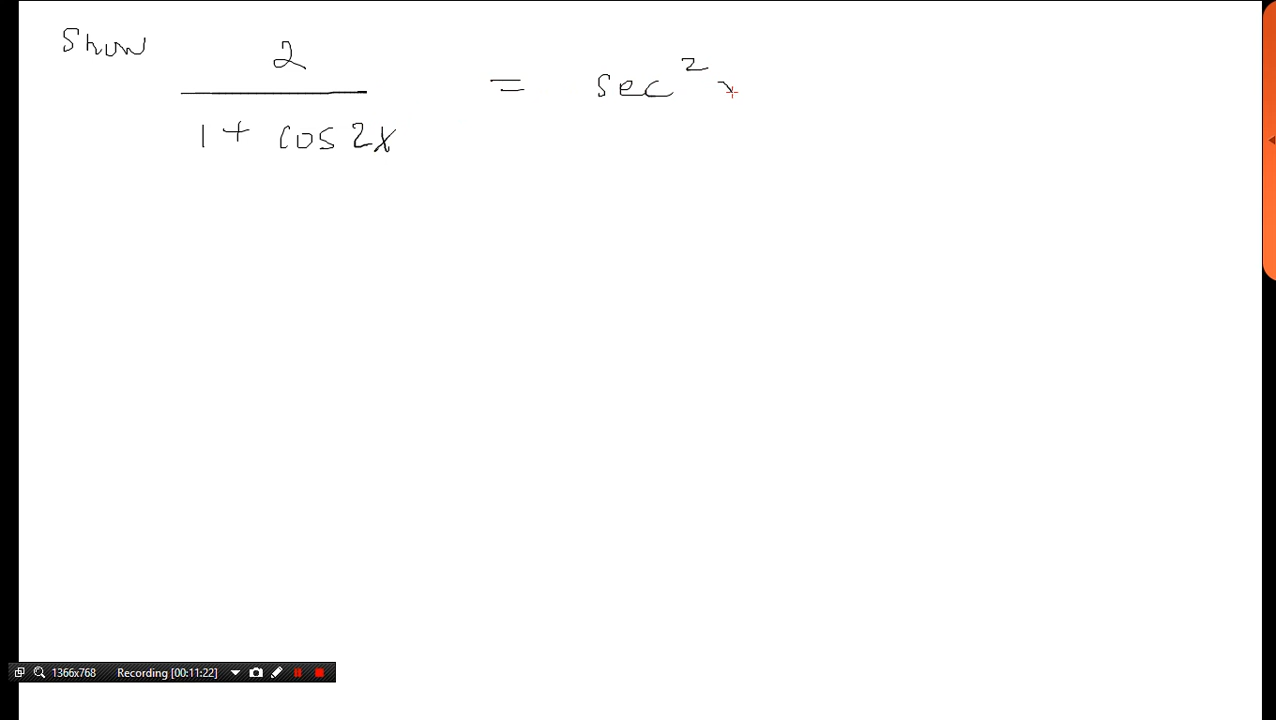 Show 2
= sec²
1 + cos 2x
1366x768 Recording [00:11:22]